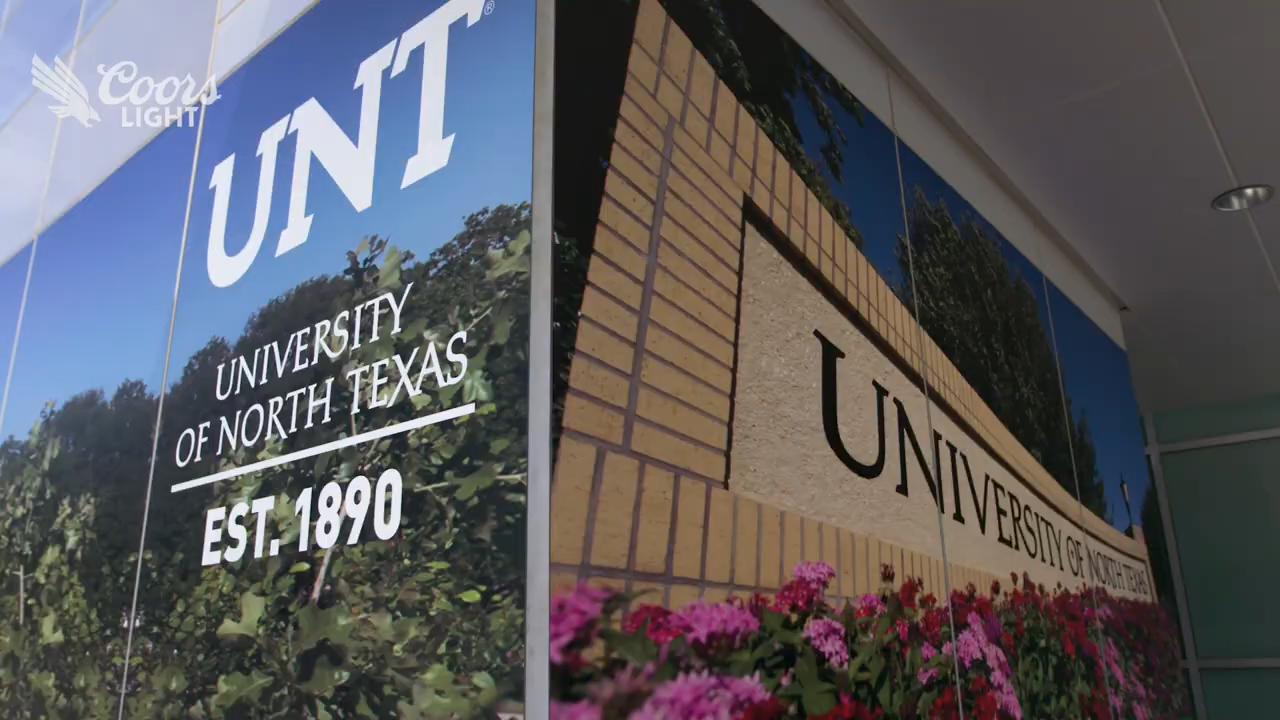 Coors
LIGHT
UNT®
UNIVERSITY
OF NORTH TEXAS
EST. 1890
UNIVERSITY OF NORTH TEXAS